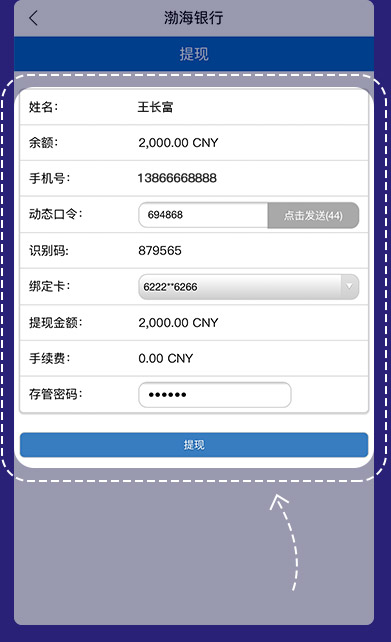 渤海银行
提现
姓名： 王长富
余额： 2,000.00 CNY
手机号： 13866668888
动态口令： 694868 点击发送(44)
识别码: 879565
绑定卡： 6222**6266
提现金额： 2,000.00 CNY
手续费： 0.00 CNY
存管密码： ••••••
提现